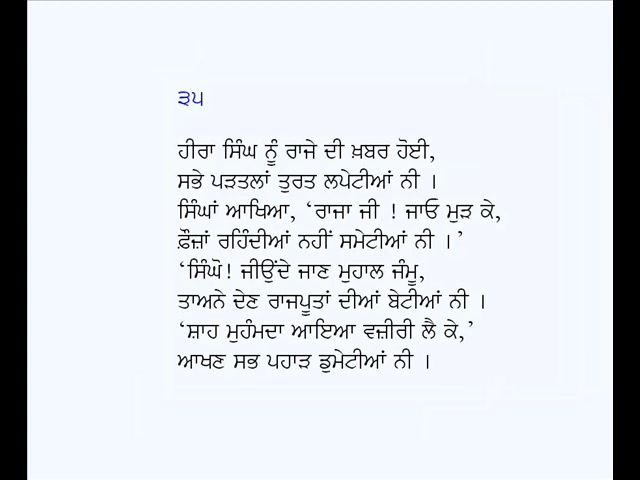 ੩੫
ਹੀਰਾ ਸਿੰਘ ਨੂੰ ਰਾਜੇ ਦੀ ਖ਼ਬਰ ਹੋਈ,
ਸਭੇ ਪੜਤਲਾਂ ਤੁਰਤ ਲਪੇਟੀਆਂ ਨੀ ।
ਸਿੰਘਾਂ ਆਖਿਆ, ‘ਰਾਜਾ ਜੀ ! ਜਾਓ ਮੁੜ ਕੇ,
ਫ਼ੌਜ਼ਾਂ ਰਹਿੰਦੀਆਂ ਨਹੀਂ ਸਮੇਟੀਆਂ ਨੀ ।’
‘ਸਿੰਘੋ! ਜੀਉਂਦੇ ਜਾਣ ਮੁਹਾਲ ਜੰਮੂ,
ਤਾਅਨੇ ਦੇਣ ਰਾਜਪੂਤਾਂ ਦੀਆਂ ਬੇਟੀਆਂ ਨੀ ।
‘ਸ਼ਾਹ ਮੁਹੰਮਦਾ ਆਇਆ ਵਜ਼ੀਰੀ ਲੈ ਕੇ,’
ਆਖਣ ਸਭ ਪਹਾੜ ਡੁਮੇਟੀਆਂ ਨੀ ।